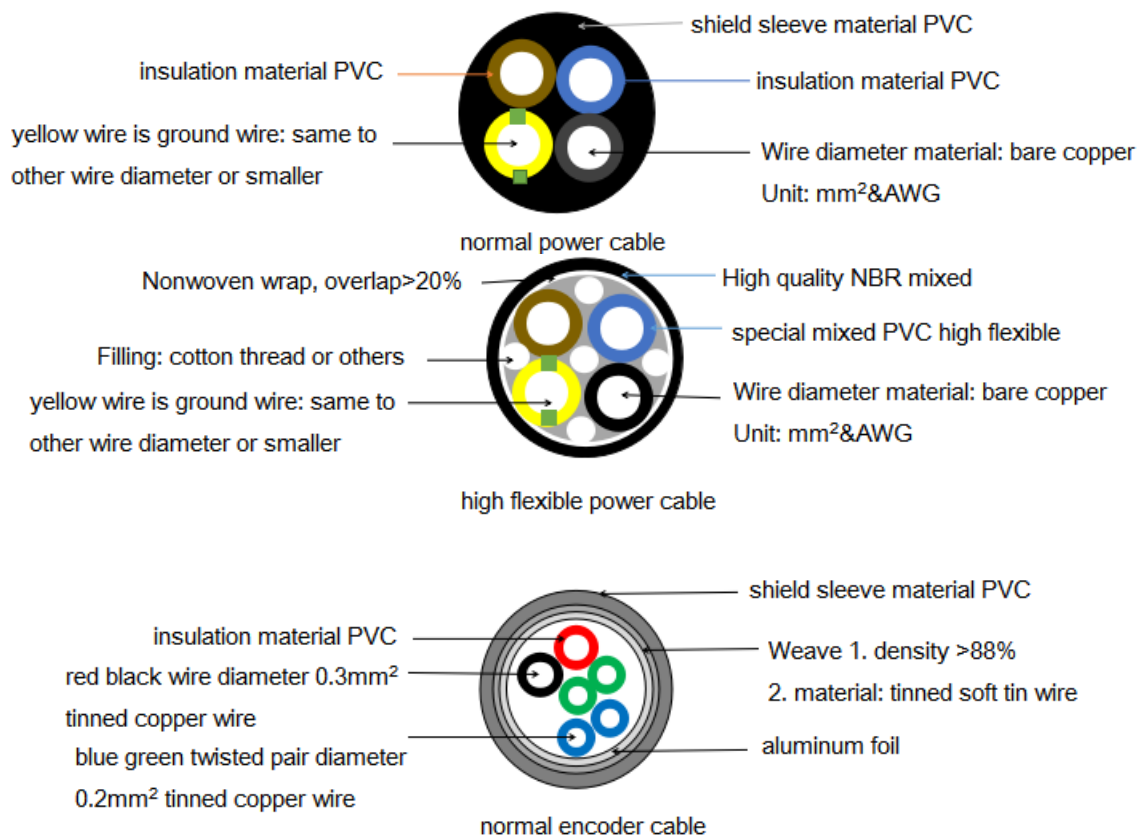 shield sleeve material PVC
insulation material PVC
insulation material PVC
yellow wire is ground wire: same to
other wire diameter or smaller
Wire diameter material: bare copper
Unit: mm²&AWG
normal power cable
Nonwoven wrap, overlap>20%
High quality NBR mixed
special mixed PVC high flexible
Filling: cotton thread or others
yellow wire is ground wire: same to
other wire diameter or smaller
Wire diameter material: bare copper
Unit: mm²&AWG
high flexible power cable
shield sleeve material PVC
insulation material PVC
red black wire diameter 0.3mm²
tinned copper wire
Weave 1. density >88%
2. material: tinned soft tin wire
blue green twisted pair diameter
0.2mm² tinned copper wire
aluminum foil
normal encoder cable